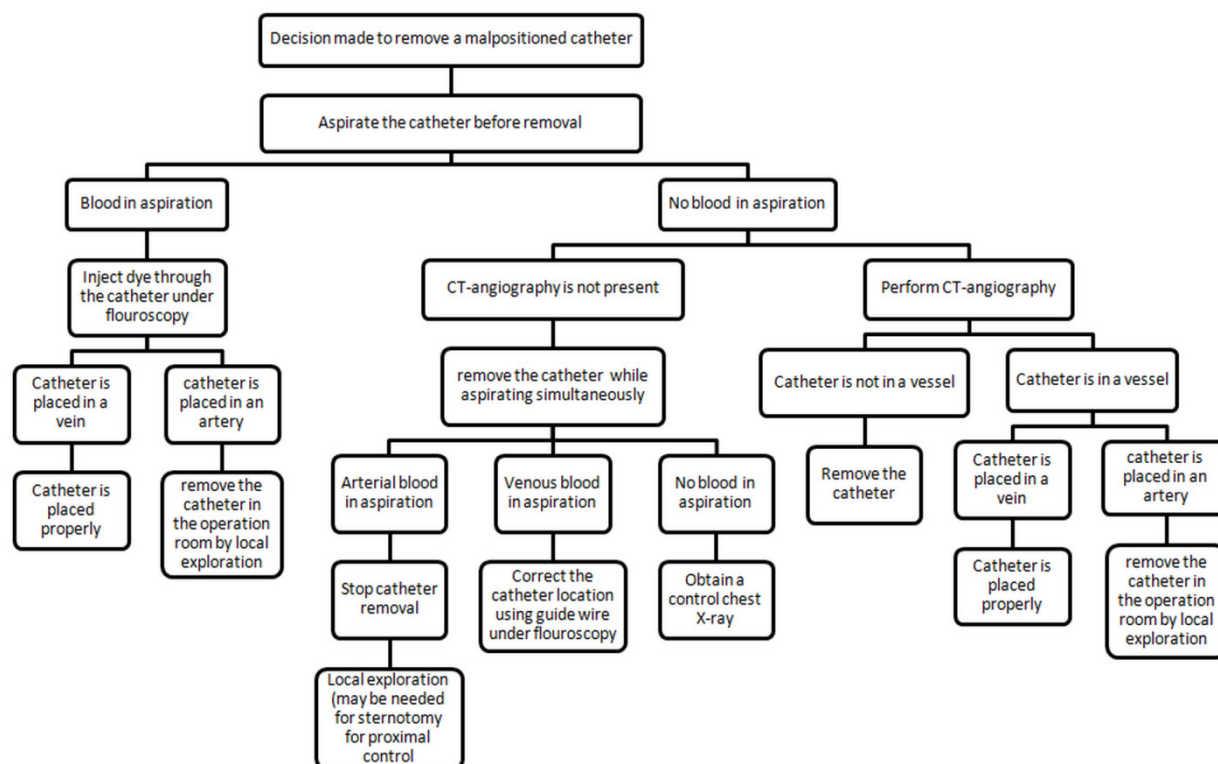 Decision made to remove a malpositioned catheter
Aspirate the catheter before removal
Blood in aspiration
No blood in aspiration
Inject dye through
the catheter under
flouroscopy
CT-angiography is not present
Perform CT-angiography
Catheter is
placed in a
vein
catheter is
placed in an
artery
remove the catheter while
aspirating simultaneously
Catheter is not in a vessel
Catheter is in a vessel
Catheter is
placed
properly
remove the
catheter in
the operation
room by local
exploration
Arterial blood
in aspiration
Venous blood
in aspiration
No blood in
aspiration
Remove the
catheter
Catheter is
placed in a
vein
catheter is
placed in an
artery
Stop catheter
removal
Correct the
catheter location
using guide wire
under flouroscopy
Obtain a
control chest
X-ray
Catheter is
placed
properly
remove the
catheter in
the operation
room by local
exploration
Local exploration
(may be needed
for sternotomy
for proximal
control